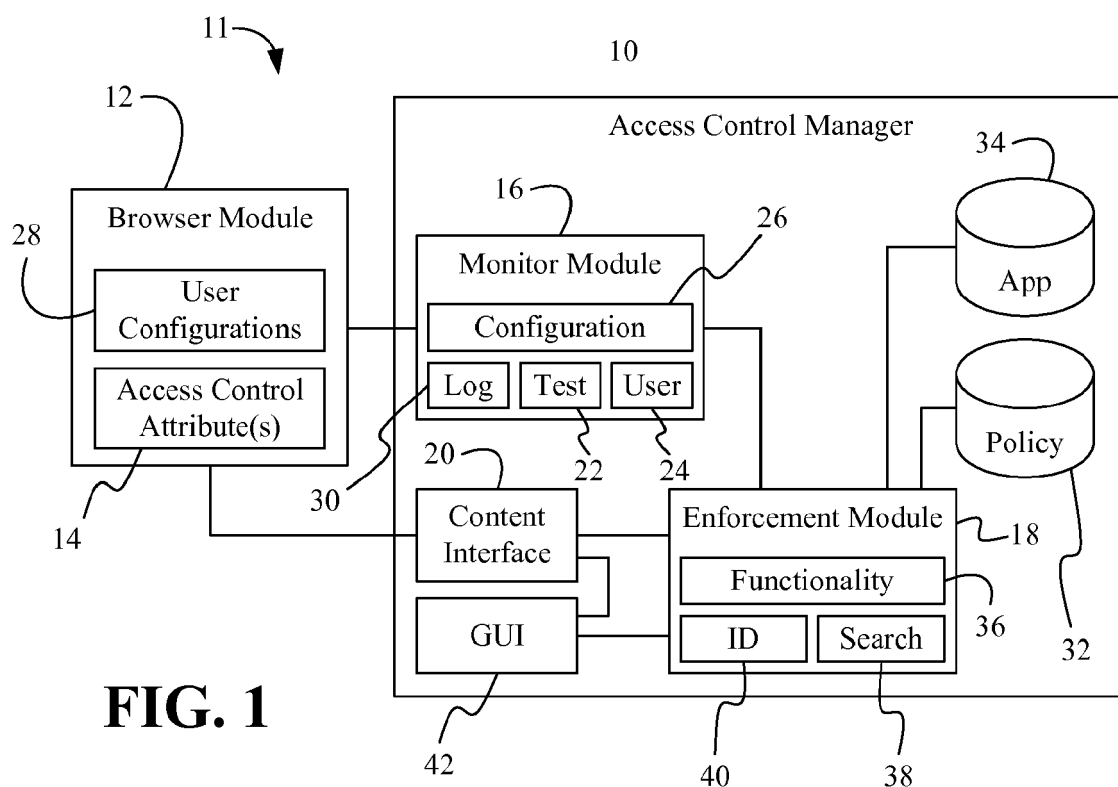 11
10
12
Access Control Manager
34
Browser Module
16
26
28
Monitor Module
User
Configurations
App
Configuration
Access Control
Attribute(s)
Log
Test
User
Policy
20
30
22
24
14
Content
Interface
Enforcement Module
18
Functionality
GUI
36
ID
Search
32
FIG. 1
42
40
38